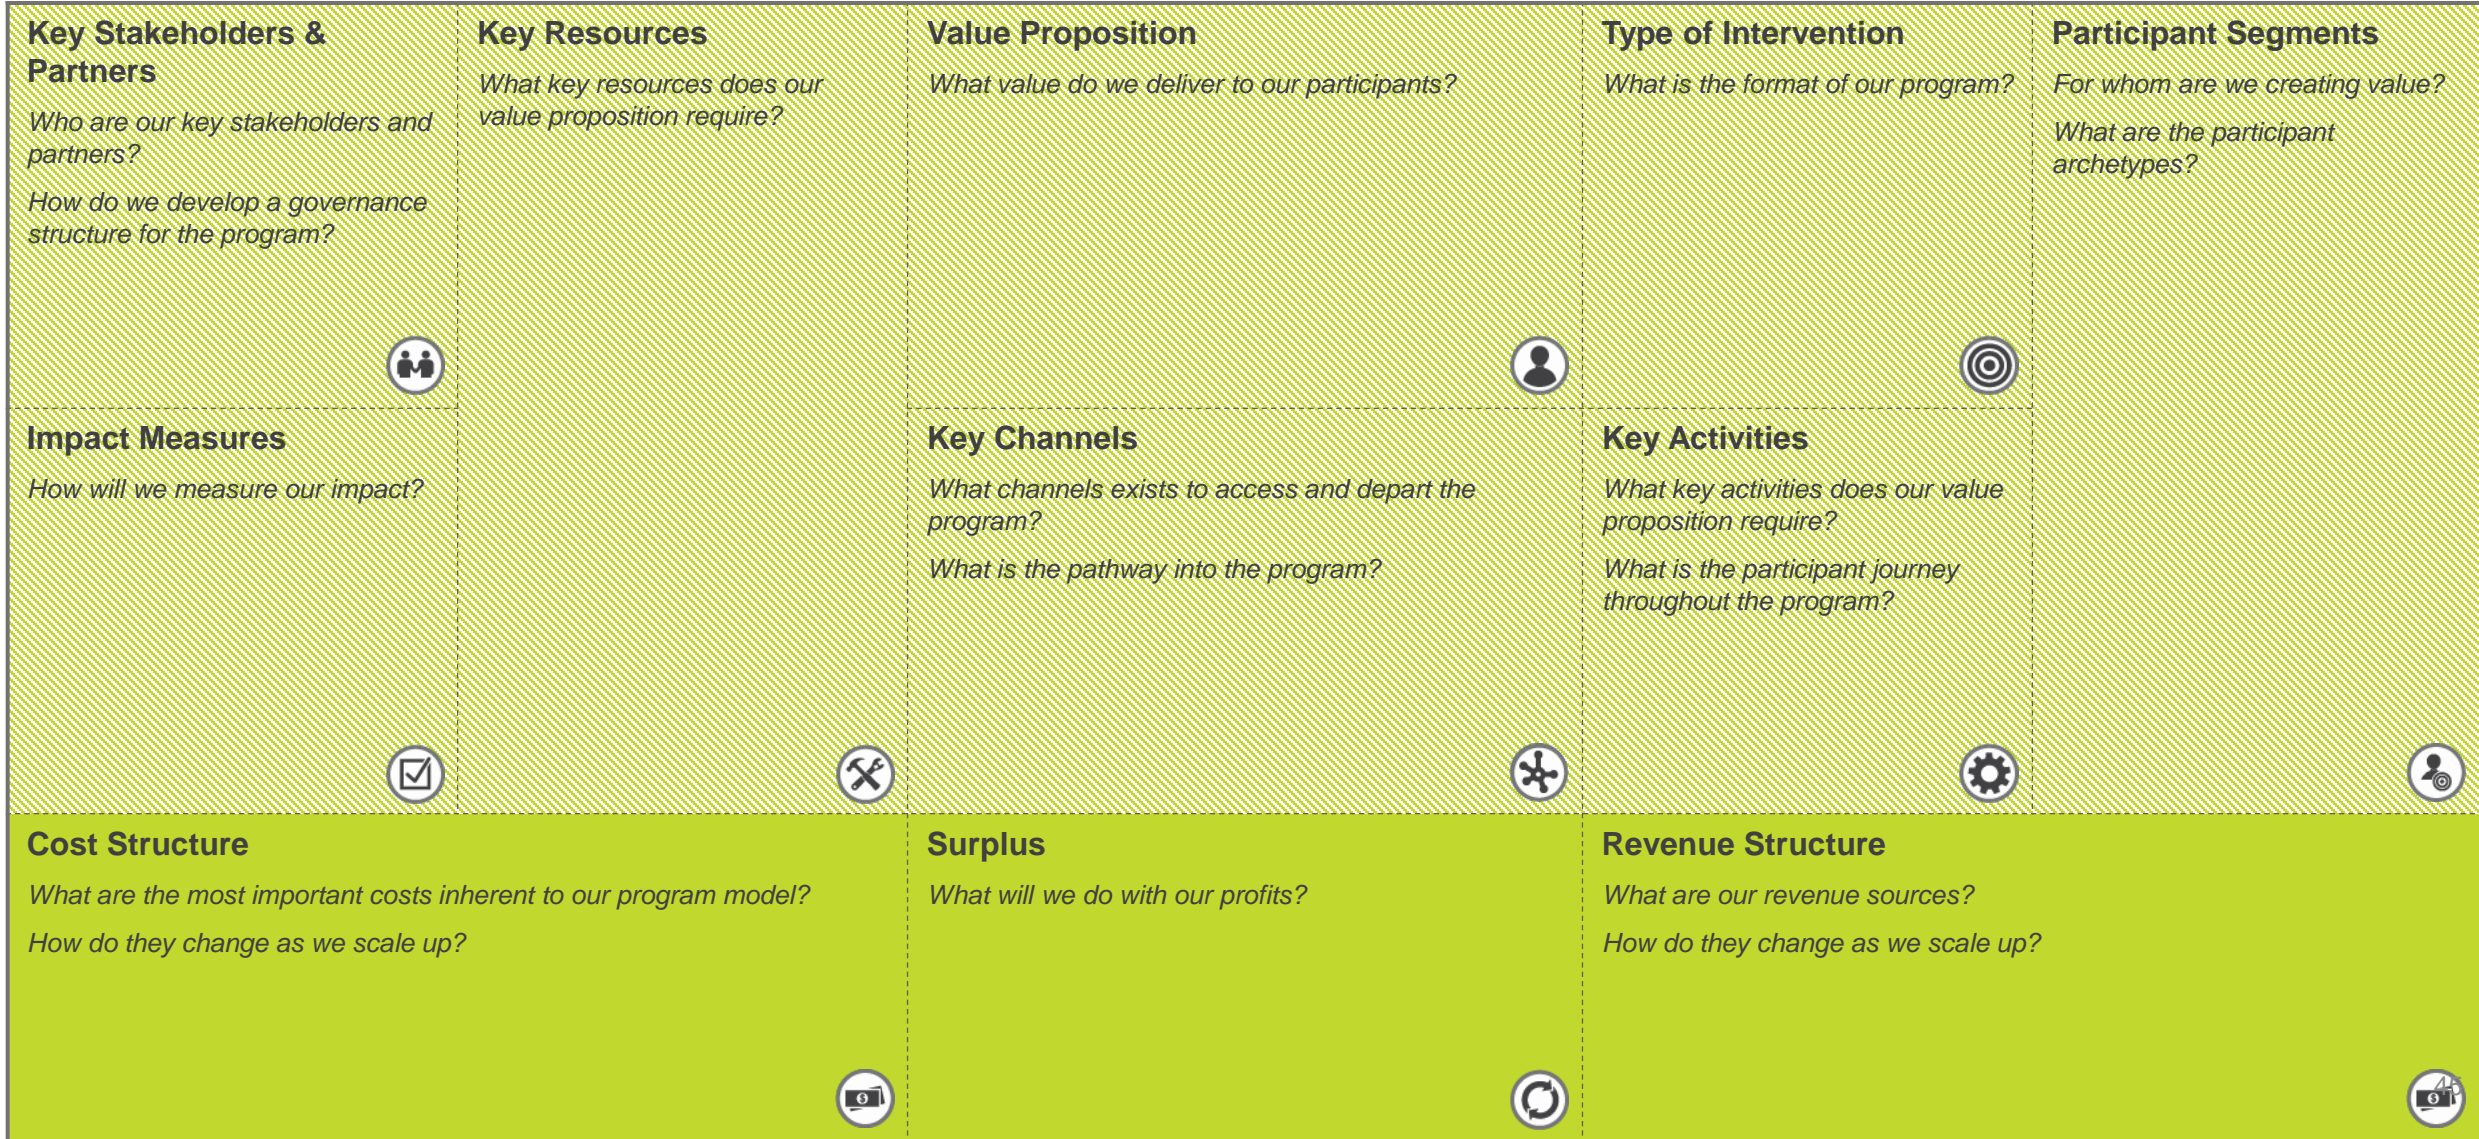 Key Stakeholders &
Partners
Who are our key stakeholders and
partners?
How do we develop a governance
structure for the program?
Key Resources
What key resources does our
value proposition require?
Value Proposition
What value do we deliver to our participants?
Type of Intervention
What is the format of our program?
Participant Segments
For whom are we creating value?
What are the participant
archetypes?
Impact Measures
How will we measure our impact?
Key Channels
What channels exists to access and depart the
program?
What is the pathway into the program?
Key Activities
What key activities does our value
proposition require?
What is the participant journey
throughout the program?
Cost Structure
What are the most important costs inherent to our program model?
How do they change as we scale up?
Surplus
What will we do with our profits?
Revenue Structure
What are our revenue sources?
How do they change as we scale up?
45